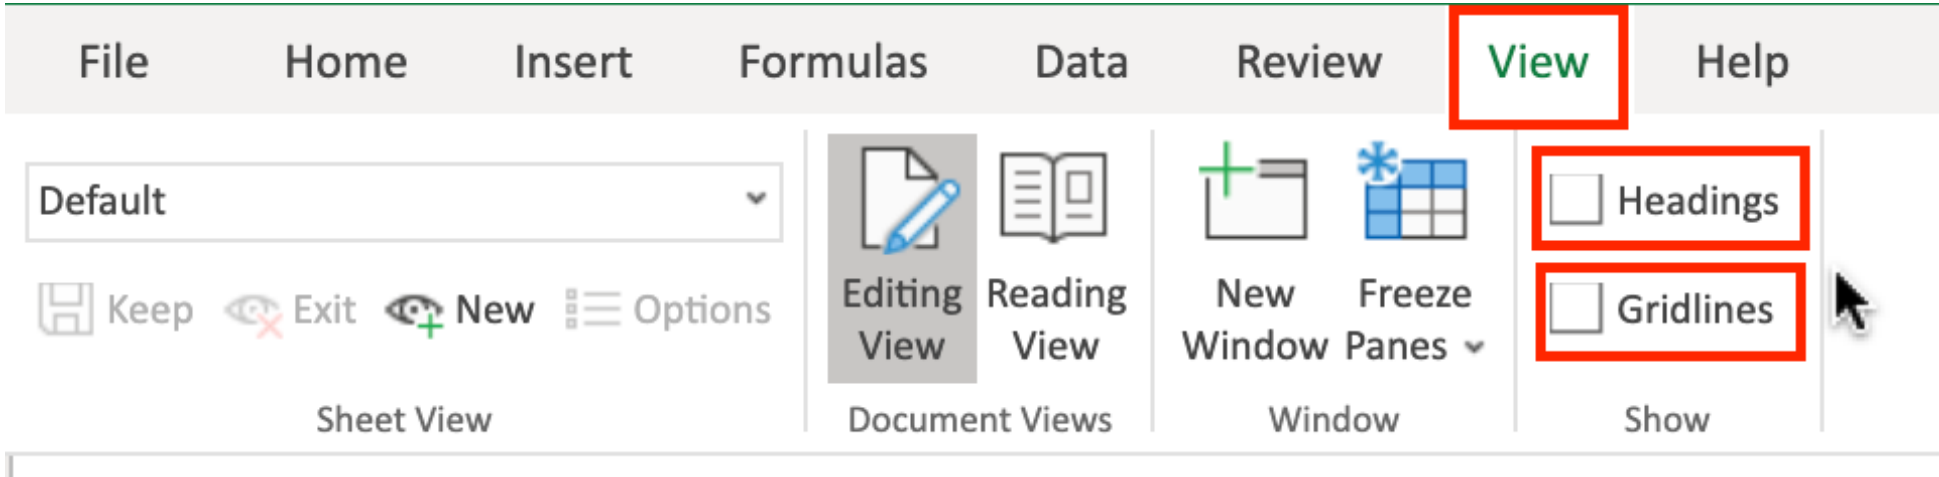 File Home Insert Formulas Data Review View Help
Default
Keep Exit New Options
Sheet View
Editing View
Reading View
Document Views
New Window
Freeze Panes
Window
Headings
Gridlines
Show